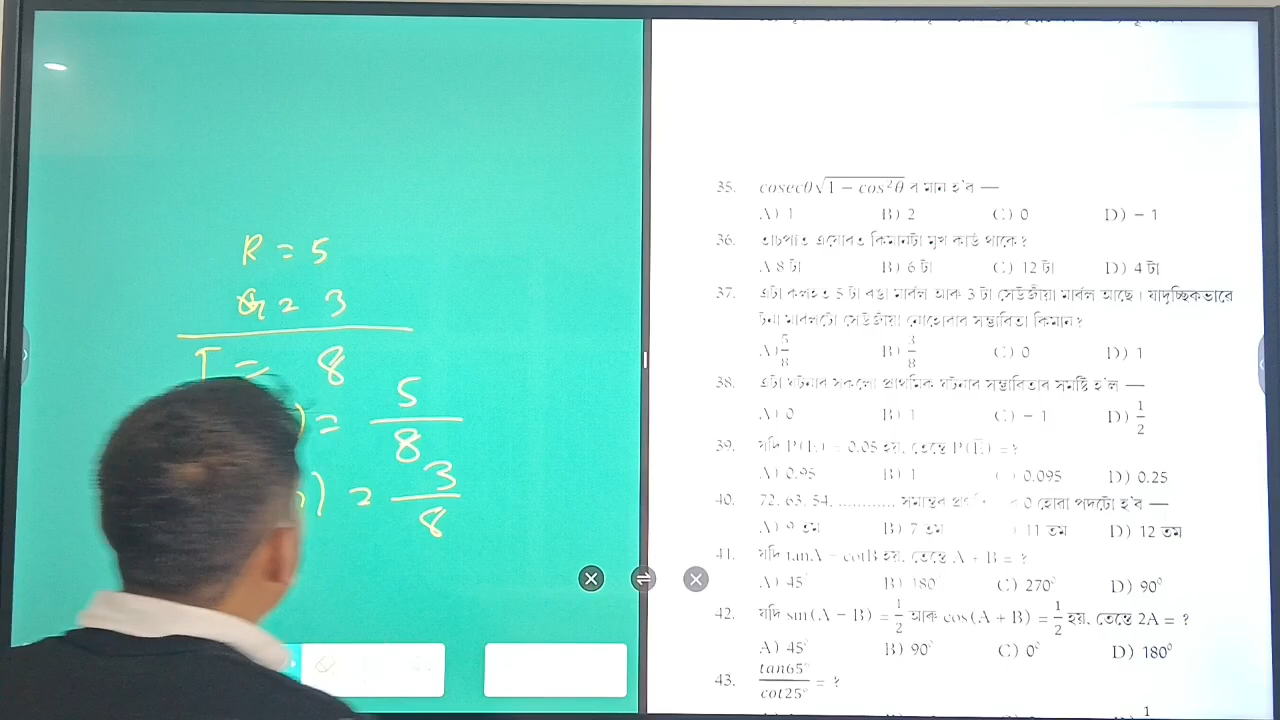 R = 5
G = 3
T = 8
) = 5/8
) = 3/8
35. cosecθ√1 − cos²θ ৰ মান হ'ব —
A) 1 B) 2 C) 0 D) − 1
36. কিমানটা মুখ কাৰ্ড থাকে ?
A 8 টা B) 6 টা C) 12 টা D) 4 টা
37. এটা 5 টা ৰঙা মাৰ্বল আৰু 3 টা সেউজীয়া মাৰ্বল আছে । যাদৃচ্ছিকভাৱে
টনা মাৰ্বলটো সেউজীয়া নোহোৱাৰ সম্ভাৱিতা কিমান ?
A) 5/8 B) 3/8 C) 0 D) 1
38. এটা ঘটনাৰ সকলো প্ৰাথমিক ঘটনাৰ সম্ভাৱিতাৰ সমষ্টি হ'ল —
A) 0 B) 1 C) − 1 D) 1/2
39. যদি P(E) = 0.05 হয়, তেন্তে P(Ē) = ?
A) 0.95 B) 1 0.095 D) 0.25
40. 72, 63, 54, ............ সমান্তৰ 0 হোৱা পদটো হ'ব —
A) 9 তম B) 7 তম 11 তম D) 12 তম
41. যদি tanA = cotB হয়, তেন্তে A + B = ?
A) 45° B) 180° C) 270° D) 90°
42. যদি sin(A − B) = 1/2 আৰু cos(A + B) = 1/2 হয়, তেন্তে 2A = ?
A) 45° B) 90° C) 0° D) 180°
43. tan65°/cot25° = ?